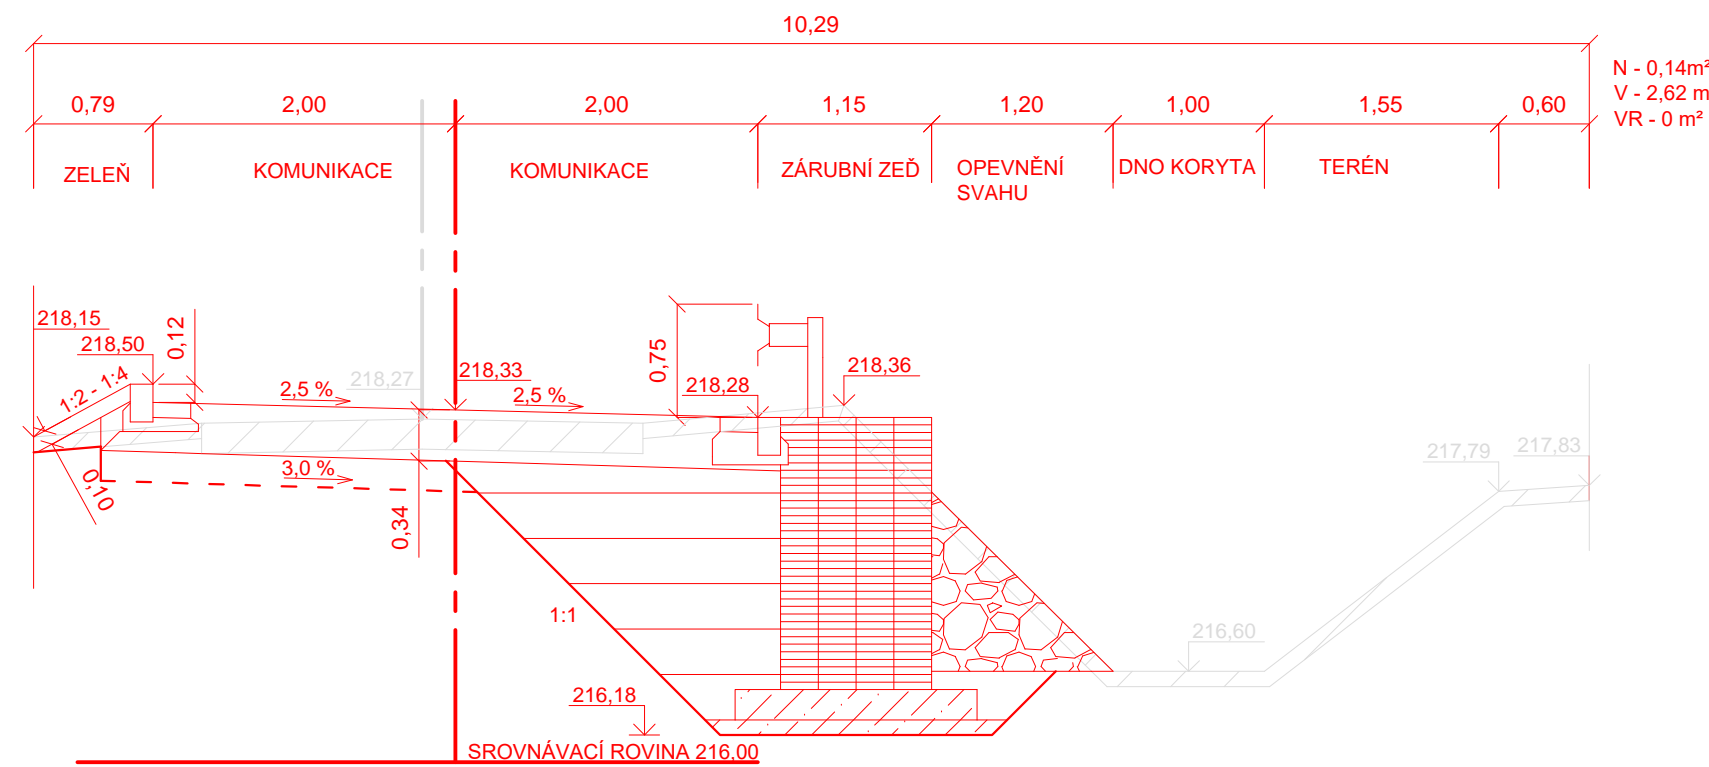 10,29
N - 0,14m²
V - 2,62 m
VR - 0 m²
0,79 2,00 2,00 1,15 1,20 1,00 1,55 0,60
ZELEŇ KOMUNIKACE KOMUNIKACE ZÁRUBNÍ ZEĎ OPEVNĚNÍ DNO KORYTA TERÉN
SVAHU
218,15
218,50
0,12
1:2 - 1:4
2,5 %
218,27
218,33
2,5 %
0,75
218,28
218,36
3,0 %
0,10
0,34
217,79
217,83
1:1
216,60
216,18
SROVNÁVACÍ ROVINA 216,00